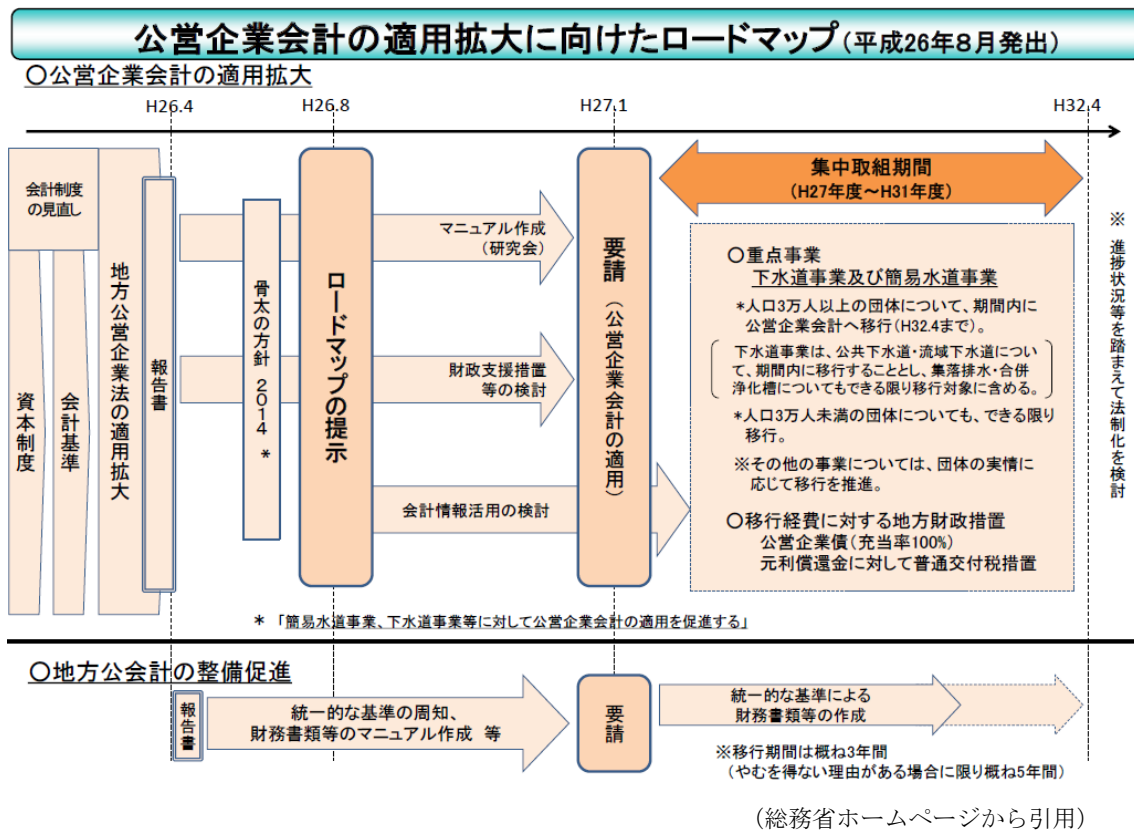 公営企業会計の適用拡大に向けたロードマップ(平成26年8月発出)
〇公営企業会計の適用拡大
H26.4
H26.8
H27.1
H32.4
会計制度
の見直し
資本制度
会計基準
地方公営企業法の適用拡大
報告書
骨太の方針 2014 *
ロードマップの提示
マニュアル作成
(研究会)
財政支援措置
等の検討
会計情報活用の検討
要請(公営企業会計の適用)
集中取組期間
(H27年度～H31年度)
〇重点事業
下水道事業及び簡易水道事業
*人口3万人以上の団体について、期間内に
公営企業会計へ移行(H32.4まで)。
下水道事業は、公共下水道・流域下水道につい
て、期間内に移行することとし、集落排水・合併
浄化槽についてもできる限り移行対象に含める。
*人口3万人未満の団体についても、できる限り
移行。
※その他の事業については、団体の実情に
応じて移行を推進。
〇移行経費に対する地方財政措置
公営企業債(充当率100%)
元利償還金に対して普通交付税措置
※ 進捗状況等を踏まえて法制化を検討
* 「簡易水道事業、下水道事業等に対して公営企業会計の適用を促進する」
〇地方公会計の整備促進
報告書
統一的な基準の周知、
財務書類等のマニュアル作成 等
要請
統一的な基準による
財務書類等の作成
※移行期間は概ね3年間
(やむを得ない理由がある場合に限り概ね5年間)
(総務省ホームページから引用)